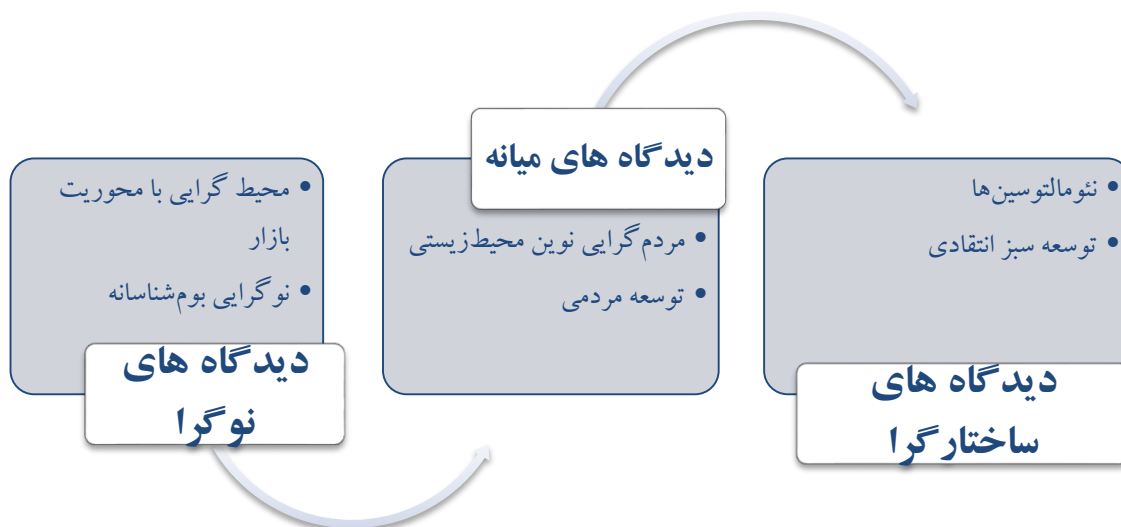 محیط گرایی با محوریت
بازار
نوگرایی بوم‌شناسانه
دیدگاه های
نوگرا
دیدگاه های میانه
مردم‌گرایی نوین محیط‌زیستی
توسعه مردمی
نئومالتوسین‌ها
توسعه سبز انتقادی
دیدگاه های
ساختارگرا